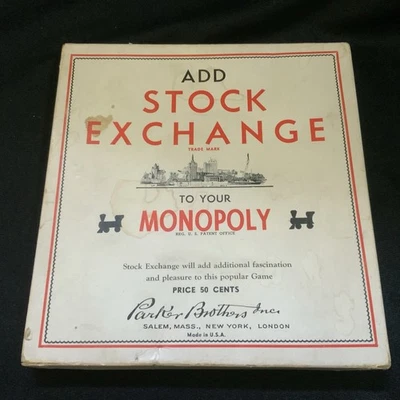 ADD
STOCK
EXCHANGE
TRADE MARK
TO YOUR
MONOPOLY
REG. U. S. PATENT OFFICE
Stock Exchange will add additional fascination
and pleasure to this popular Game
PRICE 50 CENTS
Parker Brothers Inc.
SALEM, MASS., NEW YORK, LONDON
Made in U.S.A.